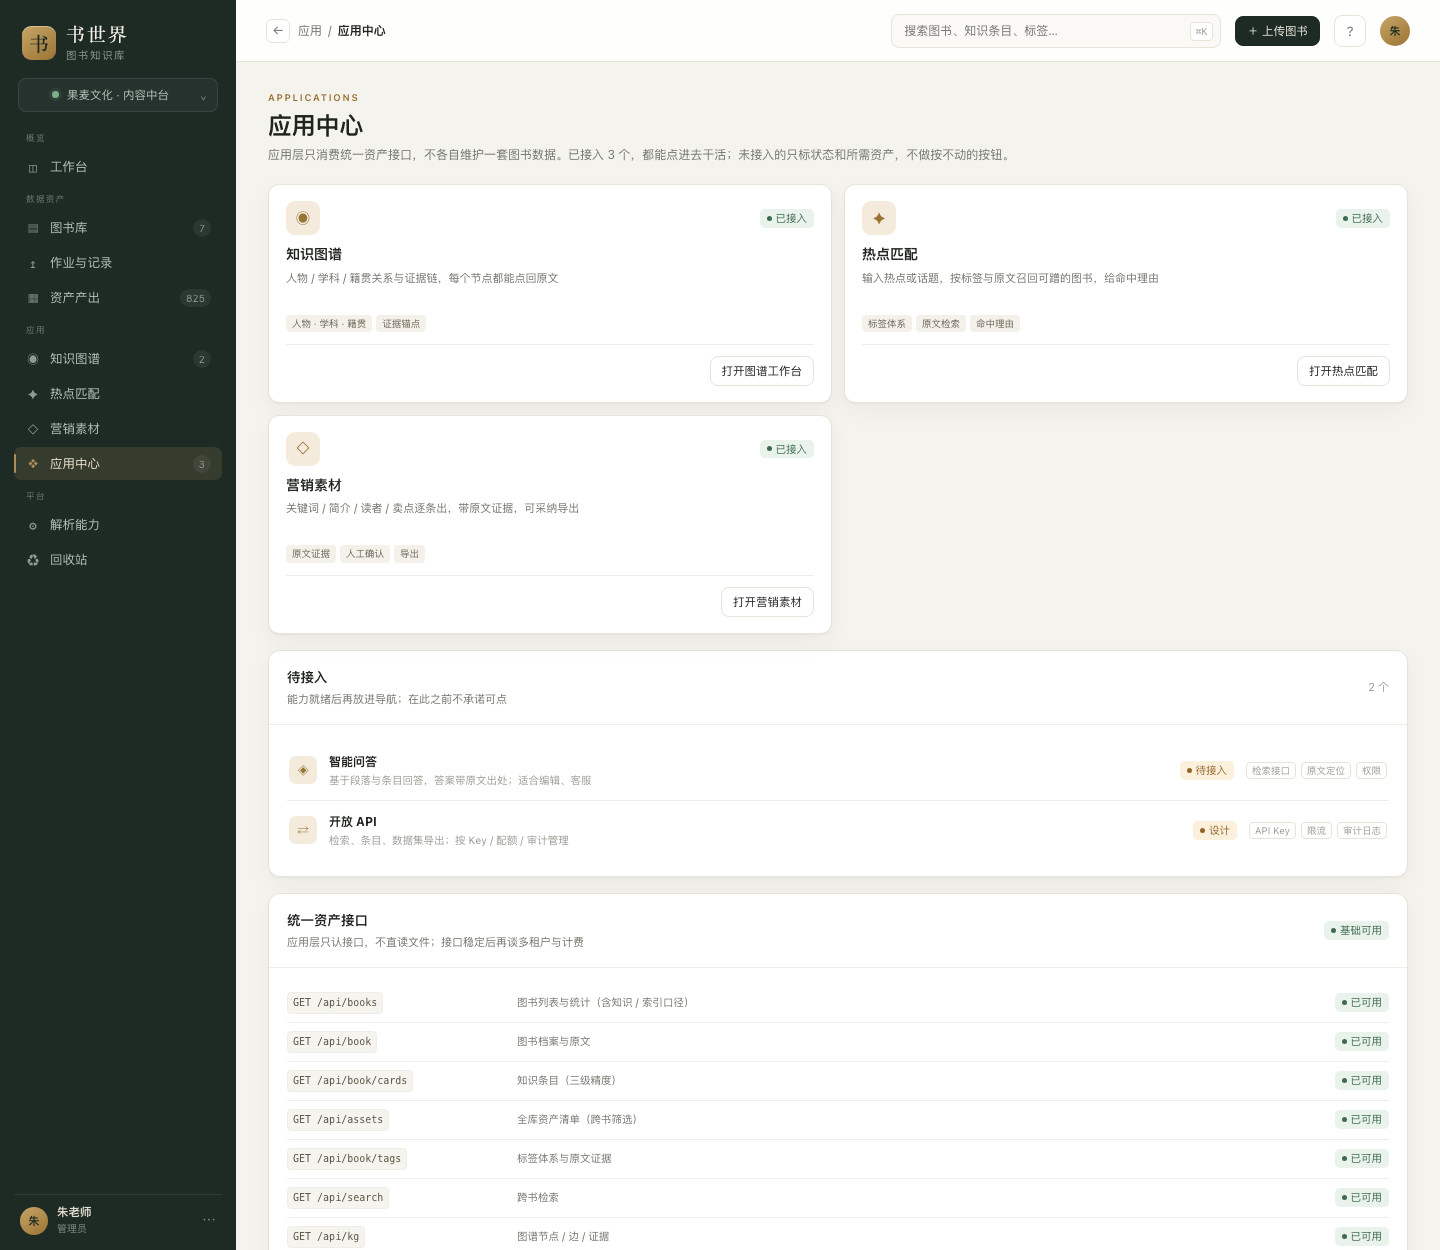 书
书世界
图书知识库
果麦文化 · 内容中台
概览
工作台
数据资产
图书库 7
作业与记录
资产产出 825
应用
知识图谱 2
热点匹配
营销素材
应用中心 3
平台
解析能力
回收站
朱
朱老师
管理员
← 应用 / 应用中心
搜索图书、知识条目、标签… ⌘K
+ 上传图书
?
朱
APPLICATIONS
应用中心
应用层只消费统一资产接口，不各自维护一套图书数据。已接入 3 个，都能点进去干活；未接入的只标状态和所需资产，不做按不动的按钮。
已接入
知识图谱
人物 / 学科 / 籍贯关系与证据链，每个节点都能点回原文
人物 · 学科 · 籍贯 证据锚点
打开图谱工作台
已接入
热点匹配
输入热点或话题，按标签与原文召回可蹭的图书，给命中理由
标签体系 原文检索 命中理由
打开热点匹配
已接入
营销素材
关键词 / 简介 / 读者 / 卖点逐条出，带原文证据，可采纳导出
原文证据 人工确认 导出
打开营销素材
待接入
能力就绪后再放进导航；在此之前不承诺可点
2 个
智能问答
基于段落与条目回答，答案带原文出处；适合编辑、客服
待接入 检索接口 原文定位 权限
开放 API
检索、条目、数据集导出；按 Key / 配额 / 审计管理
设计 API Key 限流 审计日志
统一资产接口
应用层只认接口，不直读文件；接口稳定后再谈多租户与计费
基础可用
GET /api/books 图书列表与统计（含知识 / 索引口径） 已可用
GET /api/book 图书档案与原文 已可用
GET /api/book/cards 知识条目（三级精度） 已可用
GET /api/assets 全库资产清单（跨书筛选） 已可用
GET /api/book/tags 标签体系与原文证据 已可用
GET /api/search 跨书检索 已可用
GET /api/kg 图谱节点 / 边 / 证据 已可用